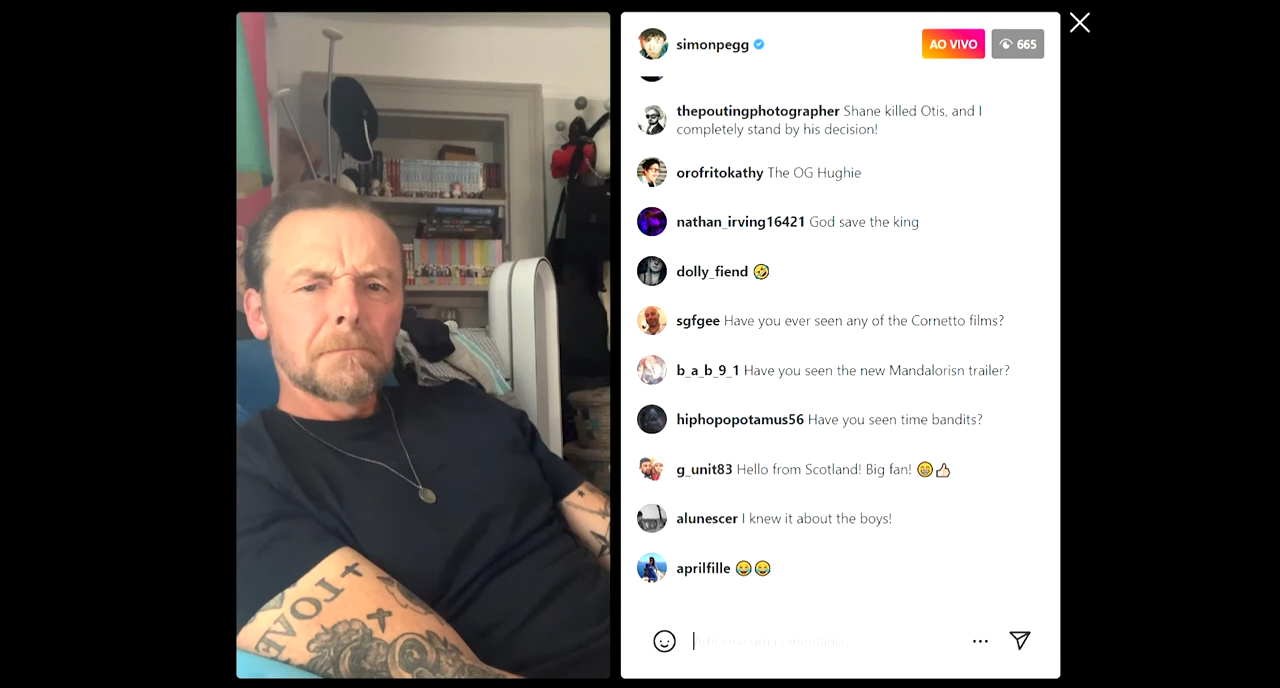 simonpegg
AO VIVO
665
thepoutingphotographer Shane killed Otis, and I
completely stand by his decision!
orofritokathy The OG Hughie
nathan_irving16421 God save the king
dolly_fiend 🤣
sgfgee Have you ever seen any of the Cornetto films?
b_a_b_9_1 Have you seen the new Mandalorisn trailer?
hiphopopotamus56 Have you seen time bandits?
g_unit83 Hello from Scotland! Big fan! 😁👍🏻
alunescer I knew it about the boys!
aprilfille 😂😂
Adicione um comentário...